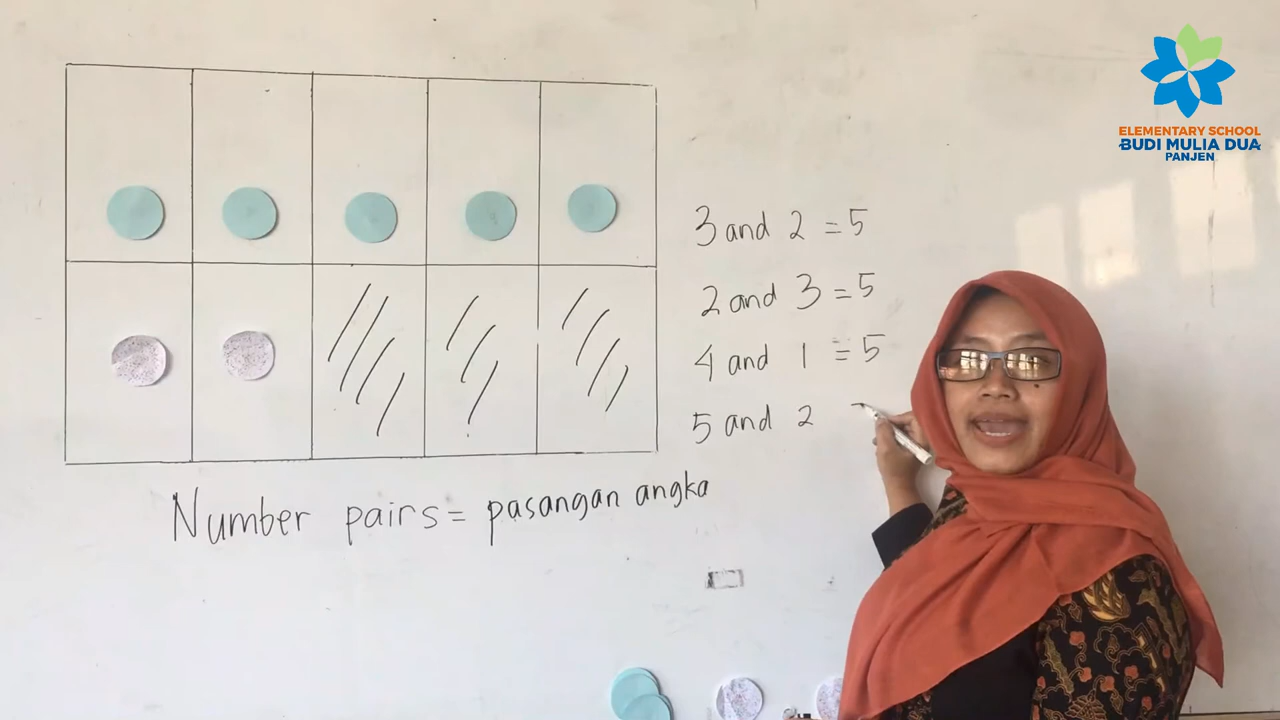 ELEMENTARY SCHOOL
BUDI MULIA DUA
PANJEN
3 and 2 = 5
2 and 3 = 5
4 and 1 = 5
5 and 2
Number pairs = pasangan angka